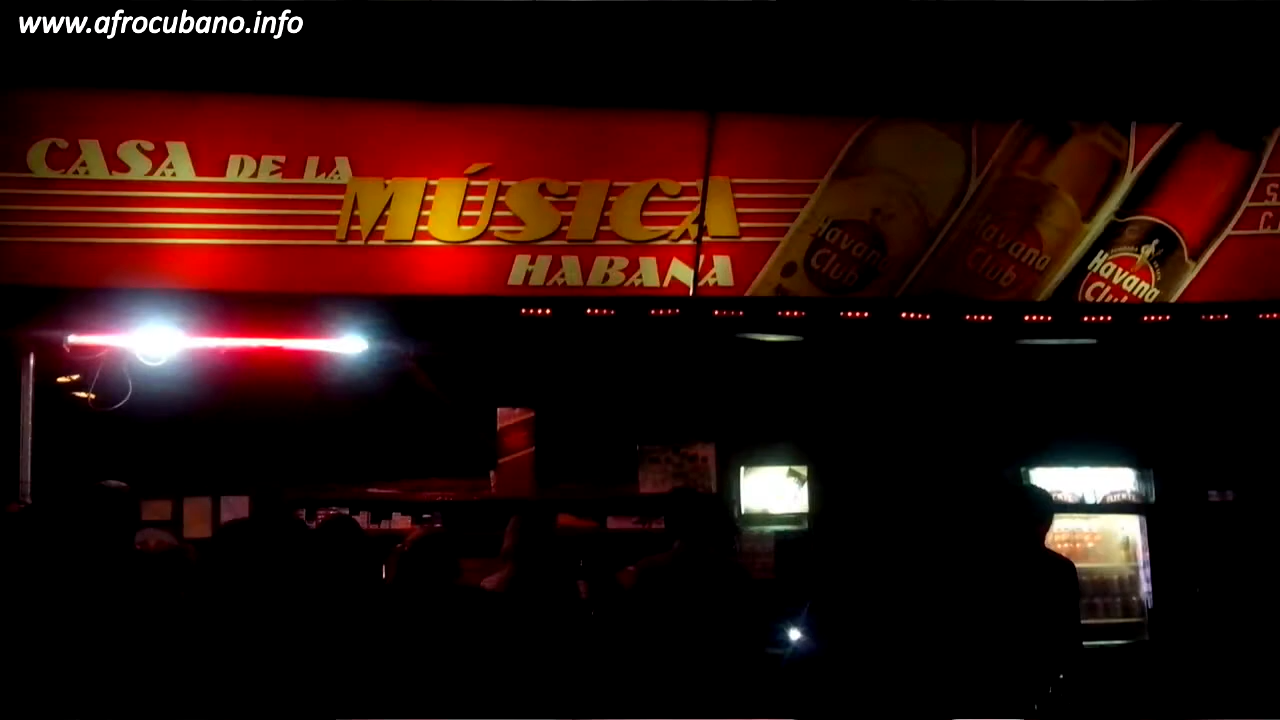 www.afrocubano.info
CASA DE LA
MÚSICA
HABANA
Havana
Club
Havana
Club
Havana
Club